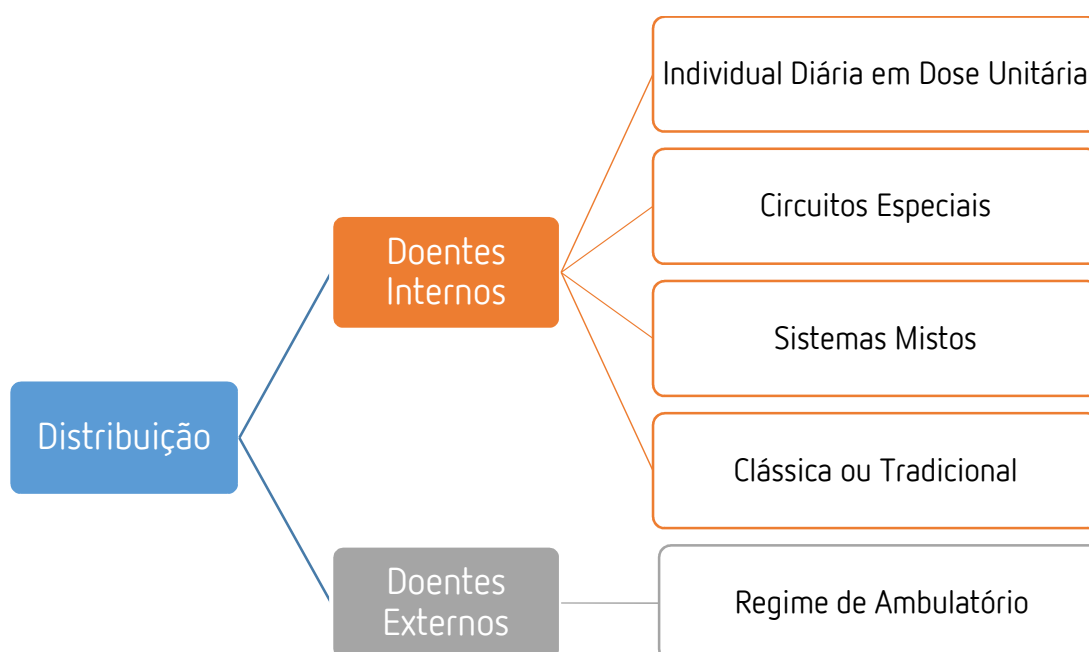 Distribuição
Doentes
Internos
Individual Diária em Dose Unitária
Circuitos Especiais
Sistemas Mistos
Clássica ou Tradicional
Doentes
Externos
Regime de Ambulatório